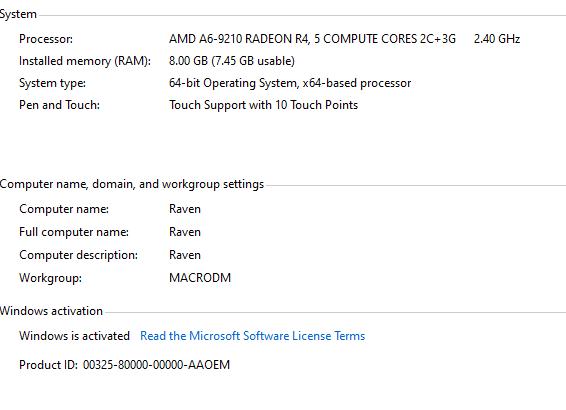 System
Processor: AMD A6-9210 RADEON R4, 5 COMPUTE CORES 2C+3G 2.40 GHz
Installed memory (RAM): 8.00 GB (7.45 GB usable)
System type: 64-bit Operating System, x64-based processor
Pen and Touch: Touch Support with 10 Touch Points
Computer name, domain, and workgroup settings
Computer name: Raven
Full computer name: Raven
Computer description: Raven
Workgroup: MACRODM
Windows activation
Windows is activated Read the Microsoft Software License Terms
Product ID: 00325-80000-00000-AAOEM